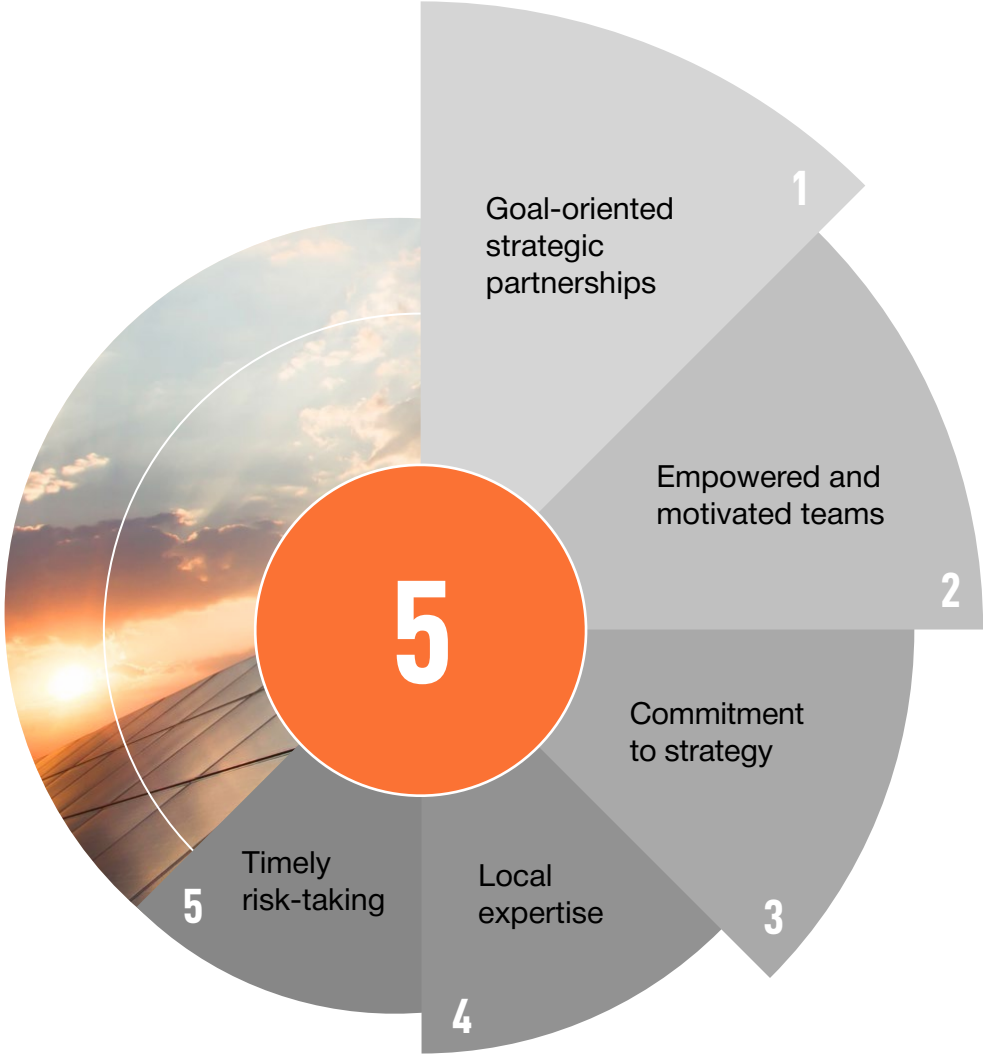 1
Goal-oriented
strategic
partnerships
Empowered and
motivated teams
2
5
Commitment
to strategy
3
Local
expertise
4
Timely
risk-taking
5